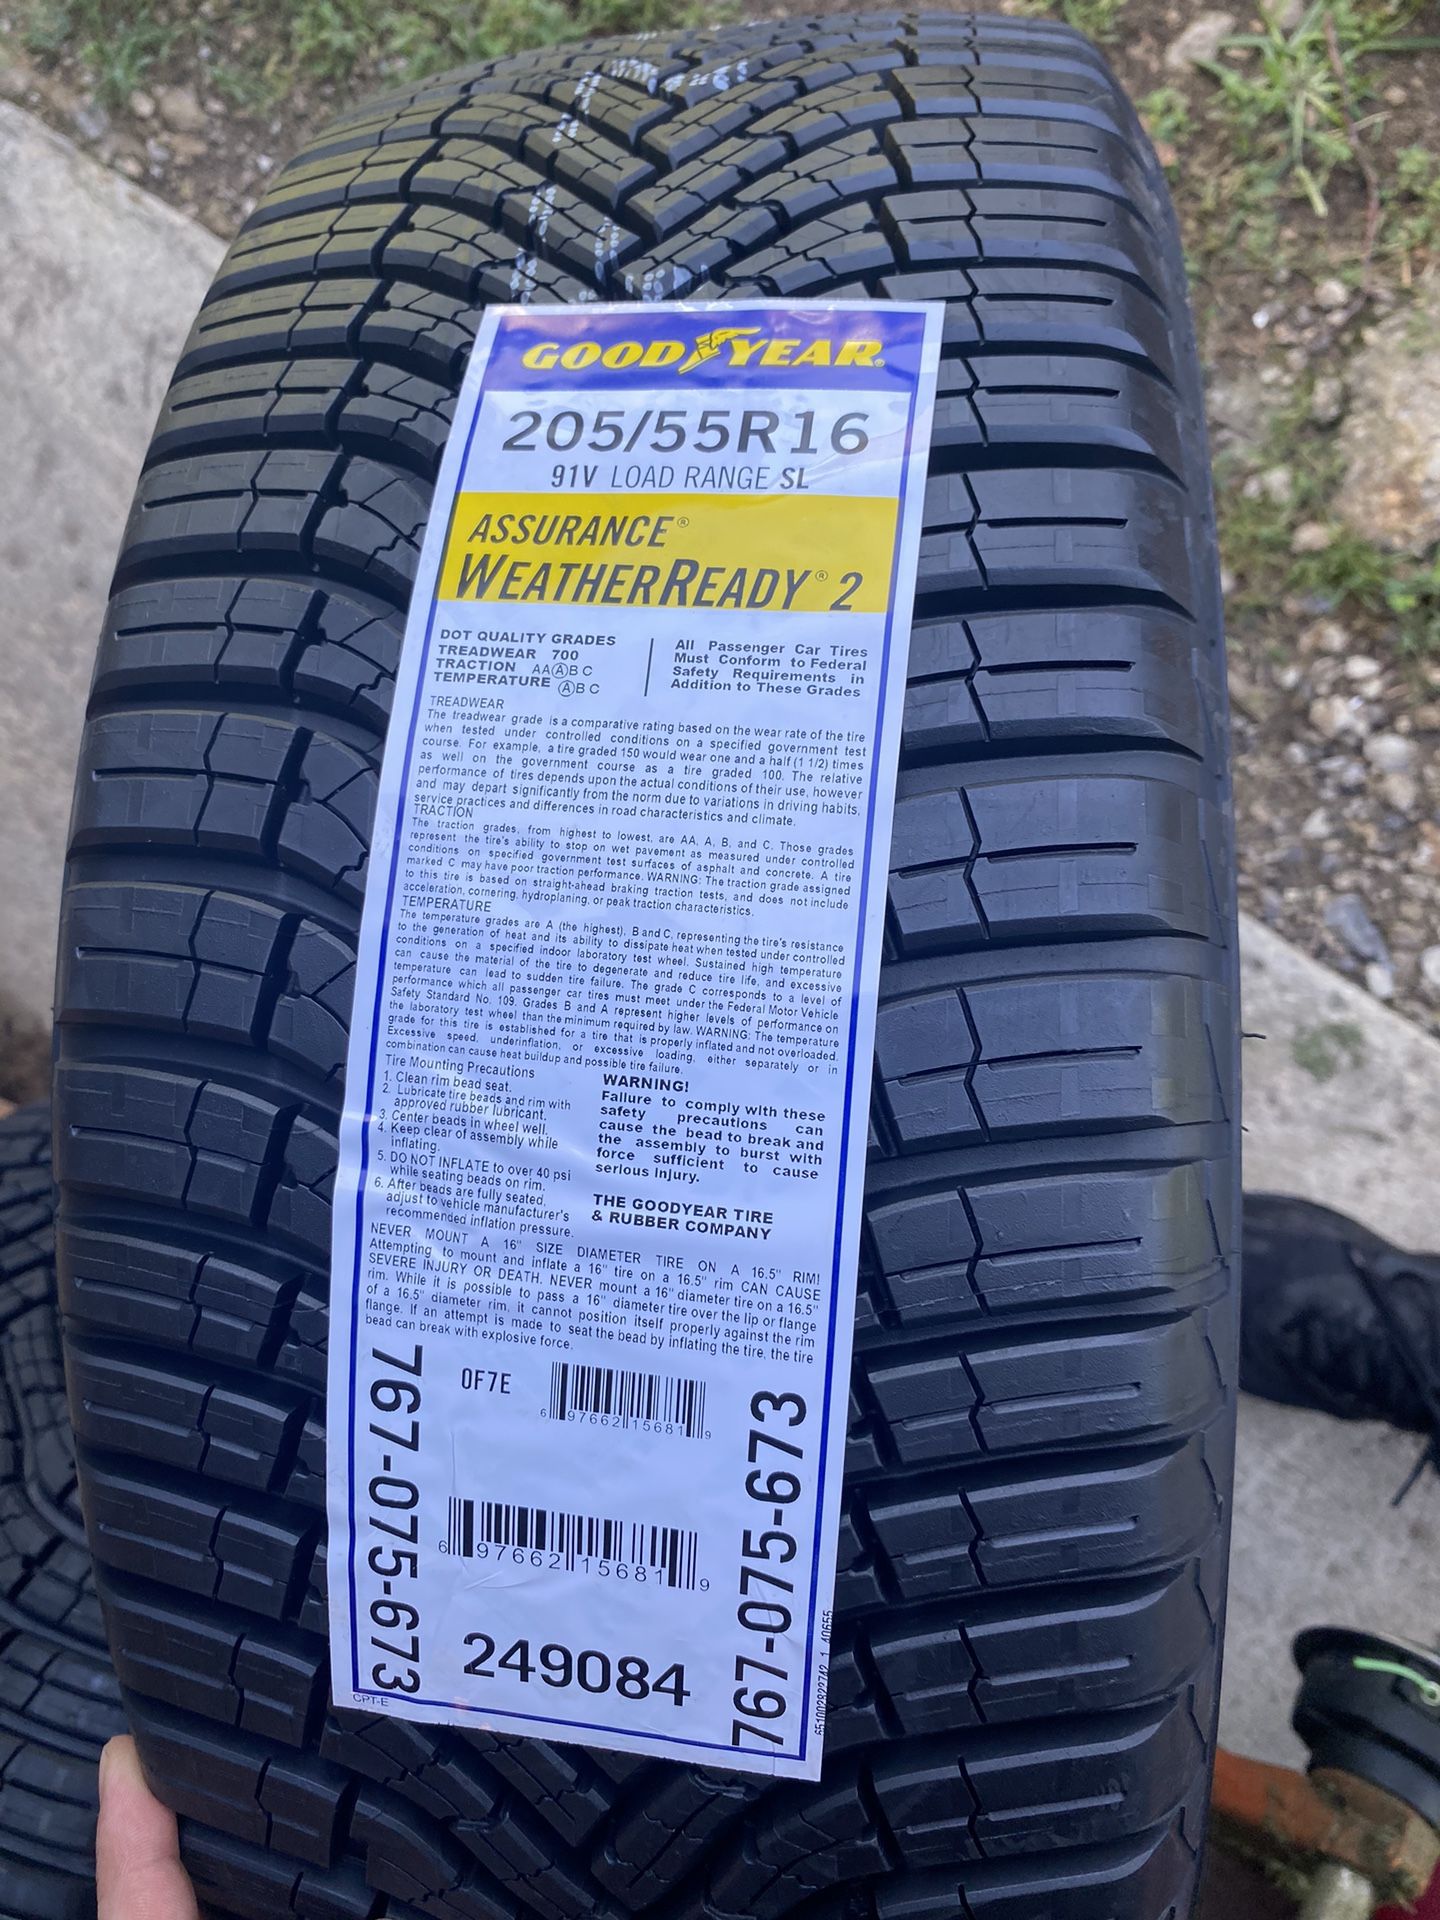 GOODYEAR
205/55R16
91V LOAD RANGE SL
ASSURANCE®
WEATHERREADY® 2
DOT QUALITY GRADES
TREADWEAR 700
TRACTION AA A B C
TEMPERATURE A B C
All Passenger Car Tires
Must Conform to Federal
Safety Requirements in
Addition to These Grades
TREADWEAR
The treadwear grade is a comparative rating based on the wear rate of the tire
when tested under controlled conditions on a specified government test
course. For example, a tire graded 150 would wear one and a half (1 1/2) times
as well on the government course as a tire graded 100. The relative
performance of tires depends upon the actual conditions of their use, however
and may depart significantly from the norm due to variations in driving habits,
service practices and differences in road characteristics and climate.
TRACTION
The traction grades, from highest to lowest, are AA, A, B, and C. Those grades
represent the tire's ability to stop on wet pavement as measured under controlled
conditions on specified government test surfaces of asphalt and concrete. A tire
marked C may have poor traction performance. WARNING: The traction grade assigned
to this tire is based on straight-ahead braking traction tests, and does not include
acceleration, cornering, hydroplaning, or peak traction characteristics.
TEMPERATURE
The temperature grades are A (the highest), B and C, representing the tire's resistance
to the generation of heat and its ability to dissipate heat when tested under controlled
conditions on a specified indoor laboratory test wheel. Sustained high temperature
can cause the material of the tire to degenerate and reduce tire life, and excessive
temperature can lead to sudden tire failure. The grade C corresponds to a level of
performance which all passenger car tires must meet under the Federal Motor Vehicle
Safety Standard No. 109. Grades B and A represent higher levels of performance on
the laboratory test wheel than the minimum required by law. WARNING: The temperature
grade for this tire is established for a tire that is properly inflated and not overloaded.
Excessive speed, underinflation, or excessive loading, either separately or in
combination can cause heat buildup and possible tire failure.
Tire Mounting Precautions
1. Clean rim bead seat.
2. Lubricate tire beads and rim with
approved rubber lubricant.
3. Center beads in wheel well.
4. Keep clear of assembly while
inflating.
5. DO NOT INFLATE to over 40 psi
while seating beads on rim.
6. After beads are fully seated,
adjust to vehicle manufacturer's
recommended inflation pressure.
WARNING!
Failure to comply with these
safety precautions can
cause the bead to break and
the assembly to burst with
force sufficient to cause
serious injury.
THE GOODYEAR TIRE
& RUBBER COMPANY
NEVER MOUNT A 16" SIZE DIAMETER TIRE ON A 16.5" RIM!
Attempting to mount and inflate a 16" tire on a 16.5" rim CAN CAUSE
SEVERE INJURY OR DEATH. NEVER mount a 16" diameter tire on a 16.5"
rim. While it is possible to pass a 16" diameter tire over the lip or flange
of a 16.5" diameter rim, it cannot position itself properly against the rim
flange. If an attempt is made to seat the bead by inflating the tire, the tire
bead can break with explosive force.
767-075-673
0F7E
6 97662 15681 9
6 97662 15681 9
249084
767-075-673
CPT-E